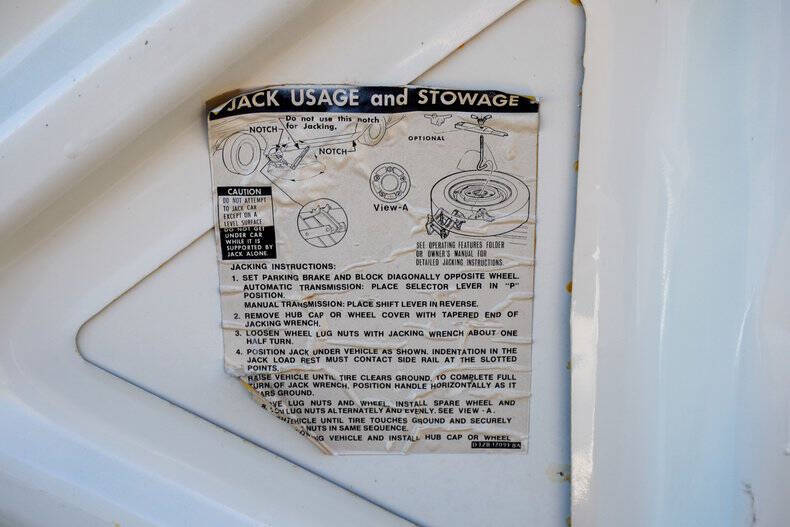 JACK USAGE and STOWAGE
Do not use this notch
for Jacking.
NOTCH
NOTCH
OPTIONAL
View-A
CAUTION
DO NOT ATTEMPT
TO JACK CAR
EXCEPT ON A
LEVEL SURFACE
DO NOT GET
UNDER CAR
WHILE IT IS
SUPPORTED BY
JACK ALONE.
SEE OPERATING FEATURES FOLDER
OR OWNER'S MANUAL FOR
DETAILED JACKING INSTRUCTIONS
JACKING INSTRUCTIONS:
1. SET PARKING BRAKE AND BLOCK DIAGONALLY OPPOSITE WHEEL.
AUTOMATIC TRANSMISSION: PLACE SELECTOR LEVER IN "P"
POSITION.
MANUAL TRANSMISSION: PLACE SHIFT LEVER IN REVERSE.
2. REMOVE HUB CAP OR WHEEL COVER WITH TAPERED END OF
JACKING WRENCH.
3. LOOSEN WHEEL LUG NUTS WITH JACKING WRENCH ABOUT ONE
HALF TURN.
4. POSITION JACK UNDER VEHICLE AS SHOWN. INDENTATION IN THE
JACK LOAD REST MUST CONTACT SIDE RAIL AT THE SLOTTED
POINTS.
RAISE VEHICLE UNTIL TIRE CLEARS GROUND. TO COMPLETE FULL
TURN OF JACK WRENCH, POSITION HANDLE HORIZONTALLY AS IT
EARS GROUND.
VE LUG NUTS AND WHEEL, INSTALL SPARE WHEEL AND
LUG NUTS ALTERNATELY AND EVENLY. SEE VIEW - A.
VEHICLE UNTIL TIRE TOUCHES GROUND AND SECURELY
NUTS IN SAME SEQUENCE.
VEHICLE AND INSTALL HUB CAP OR WHEEL